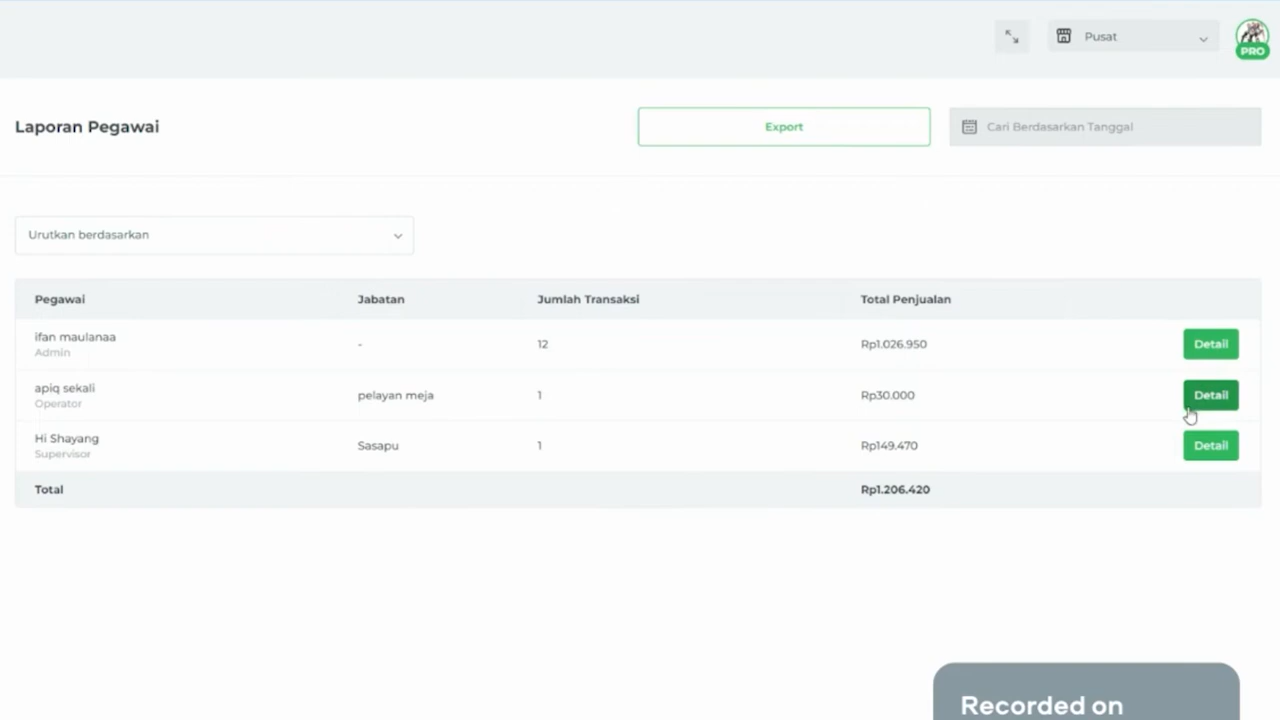 Pusat
PRO
Laporan Pegawai
Export
Cari Berdasarkan Tanggal
Urutkan berdasarkan
Pegawai Jabatan Jumlah Transaksi Total Penjualan
ifan maulanaa - 12 Rp1.026.950 Detail
Admin
apiq sekali pelayan meja 1 Rp30.000 Detail
Operator
Hi Shayang Sasapu 1 Rp149.470 Detail
Supervisor
Total Rp1.206.420
Recorded on